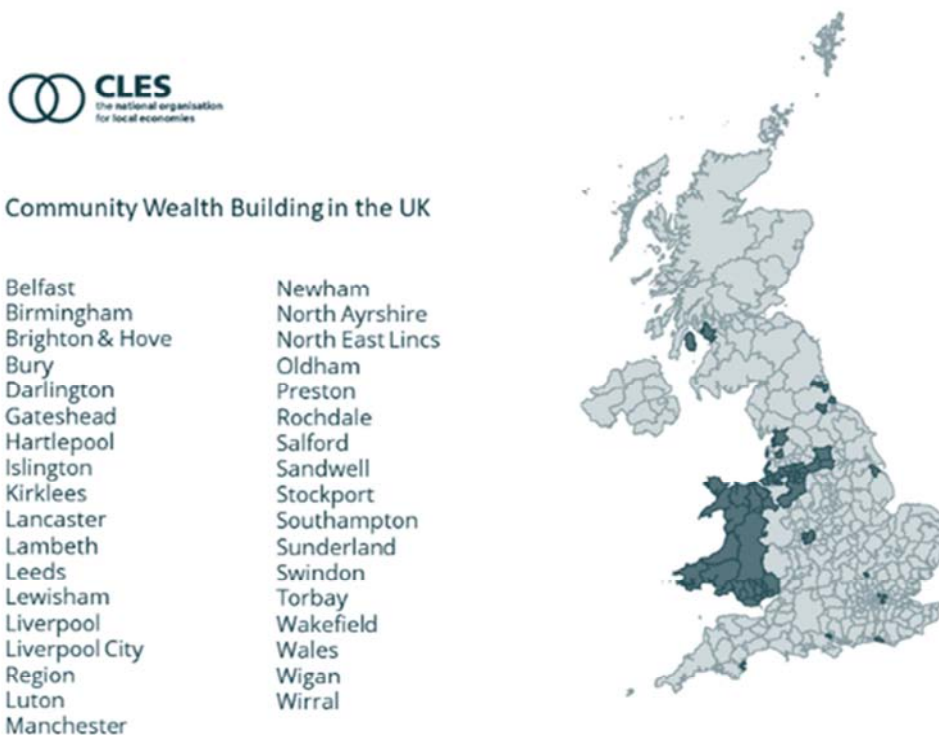 CLES
the national organisation
for local economies
Community Wealth Building in the UK
Belfast
Birmingham
Brighton & Hove
Bury
Darlington
Gateshead
Hartlepool
Islington
Kirklees
Lancaster
Lambeth
Leeds
Lewisham
Liverpool
Liverpool City
Region
Luton
Manchester
Newham
North Ayrshire
North East Lincs
Oldham
Preston
Rochdale
Salford
Sandwell
Stockport
Southampton
Sunderland
Swindon
Torbay
Wakefield
Wales
Wigan
Wirral